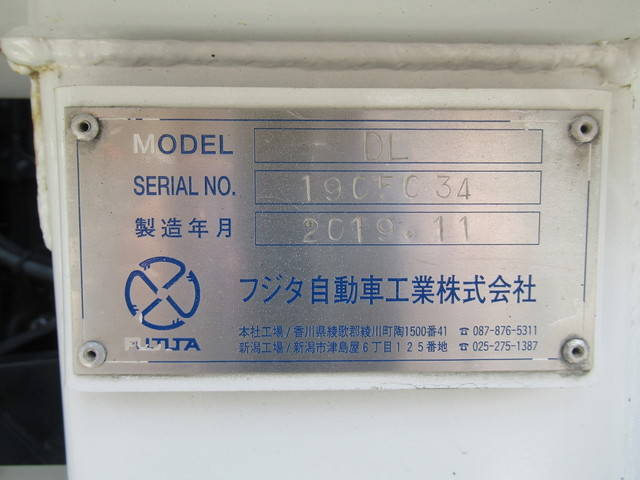 MODEL DL
SERIAL NO. 1905034
製造年月 2019.11
フジタ自動車工業株式会社
FUJITA
本社工場/香川県綾歌郡綾川町陶1500番41 ☎ 087-876-5311
新潟工場/新潟市津島屋6丁目125番地 ☎ 025-275-1387